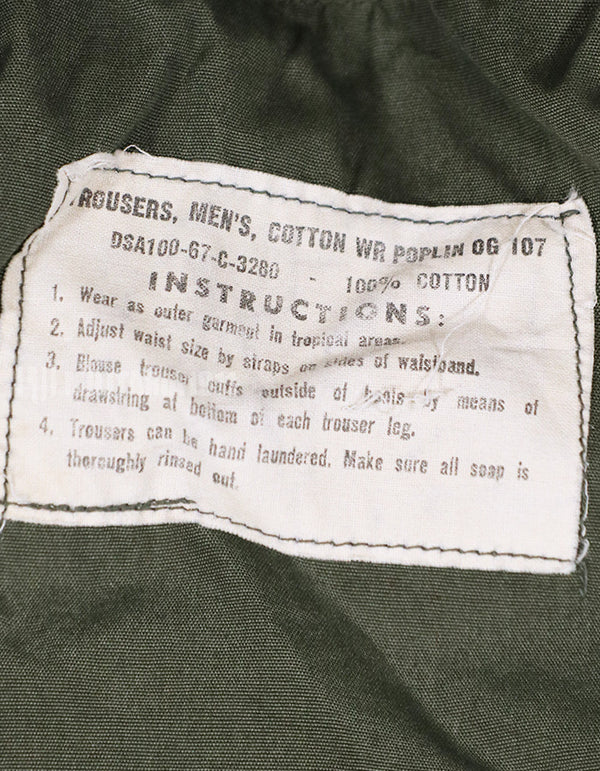 TROUSERS, MEN'S, COTTON WR POPLIN OG 107
DSA100-67-C-3280 - 100% COTTON
INSTRUCTIONS:
1. Wear as outer garment in tropical areas.
2. Adjust waist size by straps on sides of waistband.
3. Blouse trouser cuffs outside of boots by means of
drawstring at bottom of each trouser leg.
4. Trousers can be hand laundered. Make sure all soap is
thoroughly rinsed out.